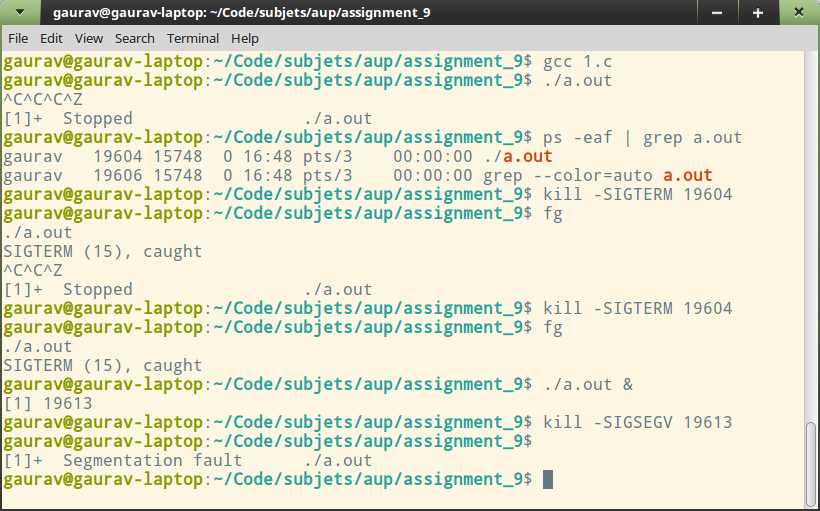 gaurav@gaurav-laptop: ~/Code/subjets/aup/assignment_9
File Edit View Search Terminal Help
gaurav@gaurav-laptop:~/Code/subjets/aup/assignment_9$ gcc 1.c
gaurav@gaurav-laptop:~/Code/subjets/aup/assignment_9$ ./a.out
^C^C^C^Z
[1]+  Stopped                 ./a.out
gaurav@gaurav-laptop:~/Code/subjets/aup/assignment_9$ ps -eaf | grep a.out
gaurav   19604 15748  0 16:48 pts/3    00:00:00 ./a.out
gaurav   19606 15748  0 16:48 pts/3    00:00:00 grep --color=auto a.out
gaurav@gaurav-laptop:~/Code/subjets/aup/assignment_9$ kill -SIGTERM 19604
gaurav@gaurav-laptop:~/Code/subjets/aup/assignment_9$ fg
./a.out
SIGTERM (15), caught
^C^C^Z
[1]+  Stopped                 ./a.out
gaurav@gaurav-laptop:~/Code/subjets/aup/assignment_9$ kill -SIGTERM 19604
gaurav@gaurav-laptop:~/Code/subjets/aup/assignment_9$ fg
./a.out
SIGTERM (15), caught
gaurav@gaurav-laptop:~/Code/subjets/aup/assignment_9$ ./a.out &
[1] 19613
gaurav@gaurav-laptop:~/Code/subjets/aup/assignment_9$ kill -SIGSEGV 19613
gaurav@gaurav-laptop:~/Code/subjets/aup/assignment_9$
[1]+  Segmentation fault      ./a.out
gaurav@gaurav-laptop:~/Code/subjets/aup/assignment_9$